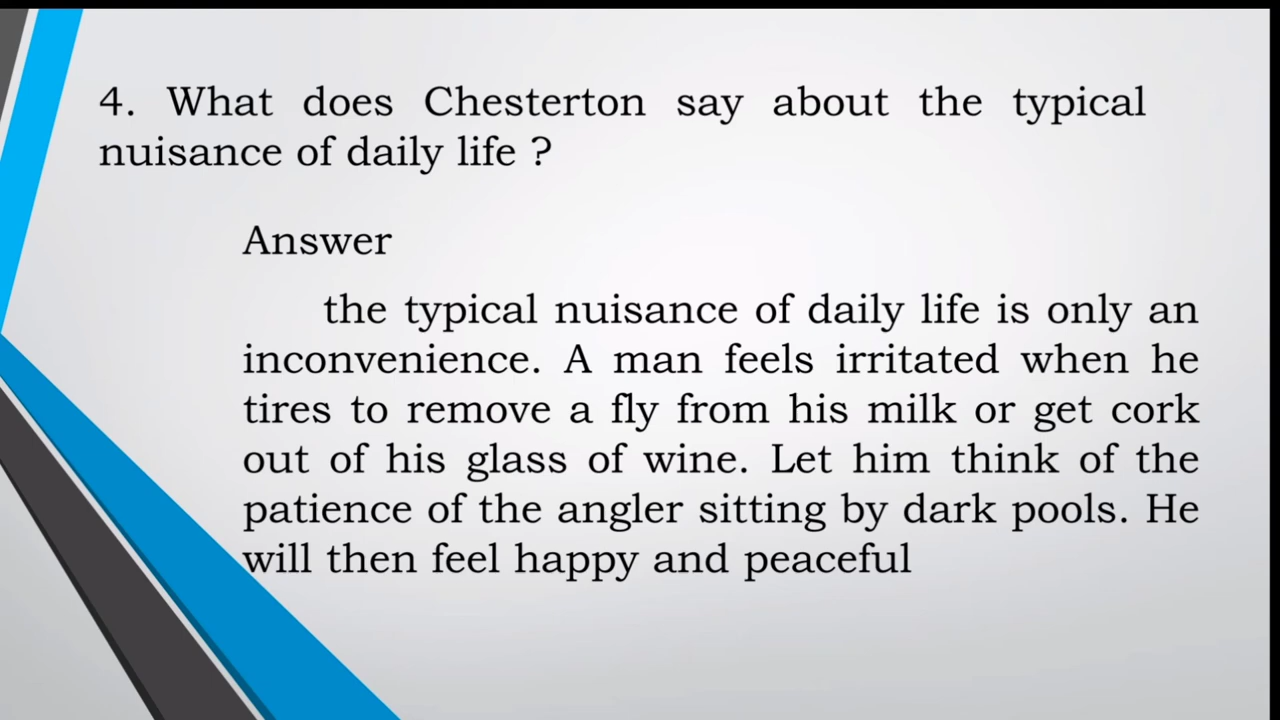 4. What does Chesterton say about the typical
nuisance of daily life ?
Answer
the typical nuisance of daily life is only an
inconvenience. A man feels irritated when he
tires to remove a fly from his milk or get cork
out of his glass of wine. Let him think of the
patience of the angler sitting by dark pools. He
will then feel happy and peaceful